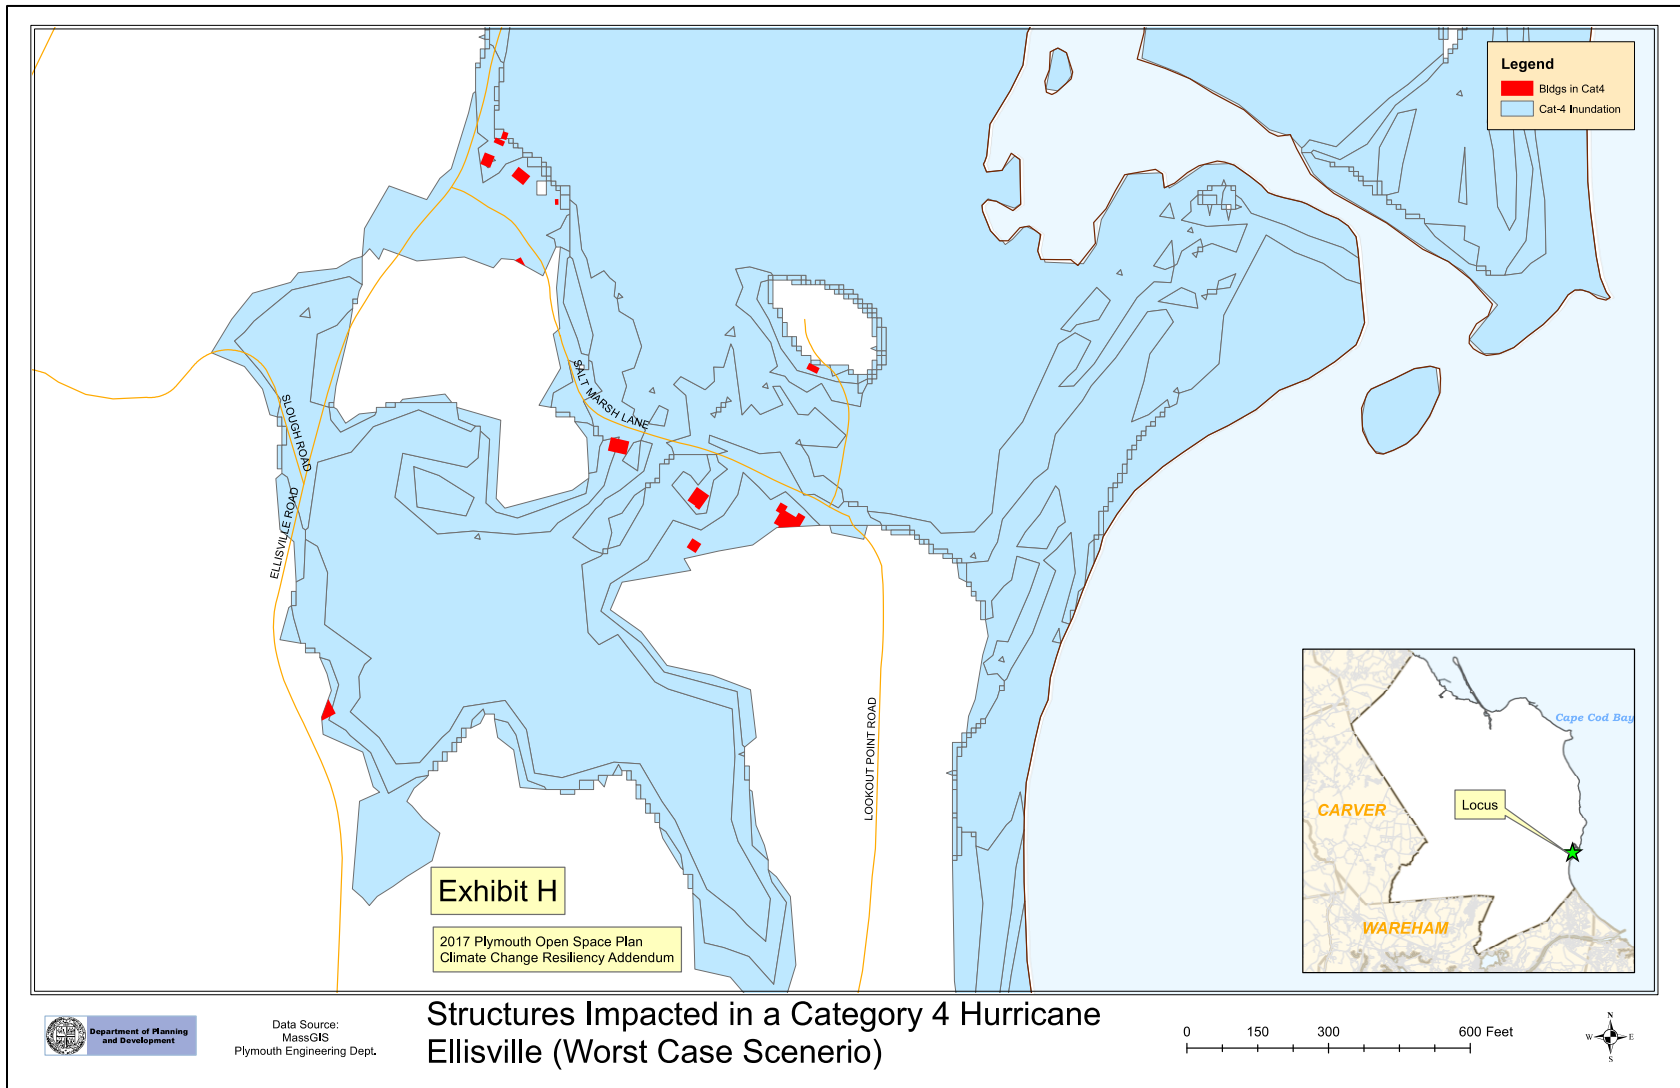 Legend
Bldgs in Cat4
Cat-4 Inundation
SALT MARSH LANE
SLOUGH ROAD
ELLISVILLE ROAD
LOOKOUT POINT ROAD
Cape Cod Bay
CARVER
Locus
WAREHAM
Exhibit H
2017 Plymouth Open Space Plan
Climate Change Resiliency Addendum
Department of Planning
and Development
Data Source:
MassGIS
Plymouth Engineering Dept.
Structures Impacted in a Category 4 Hurricane
Ellisville (Worst Case Scenerio)
0 150 300 600 Feet
N
W E
S